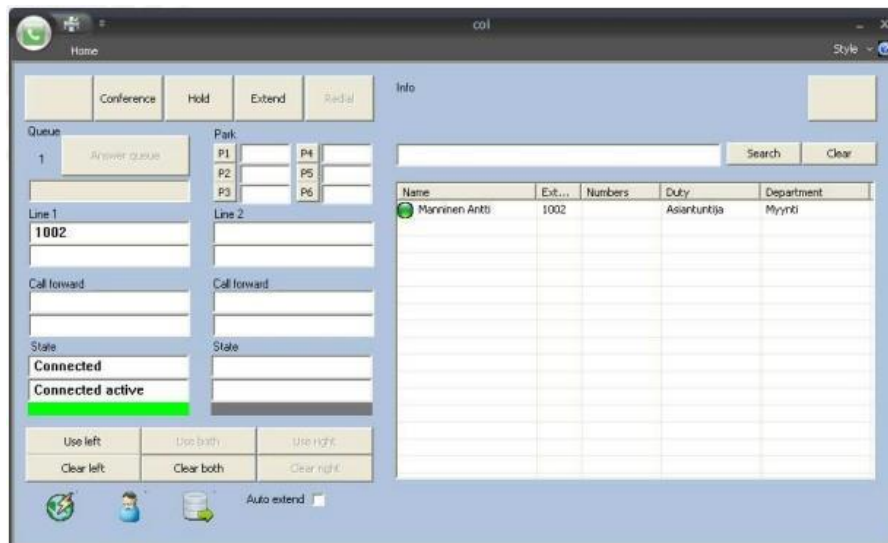 col
Home
Style
Conference Hold Extend Redial
Info
Queue
Park
1 Answer queue
P1 P4
P2 P5
P3 P6
Search Clear
Name Ext... Numbers Duty Department
Manninen Antti 1002 Asiantuntija Myynti
Line 1 Line 2
1002
Call forward Call forward
State State
Connected
Connected active
Use left Use both Use right
Clear left Clear both Clear right
Auto extend